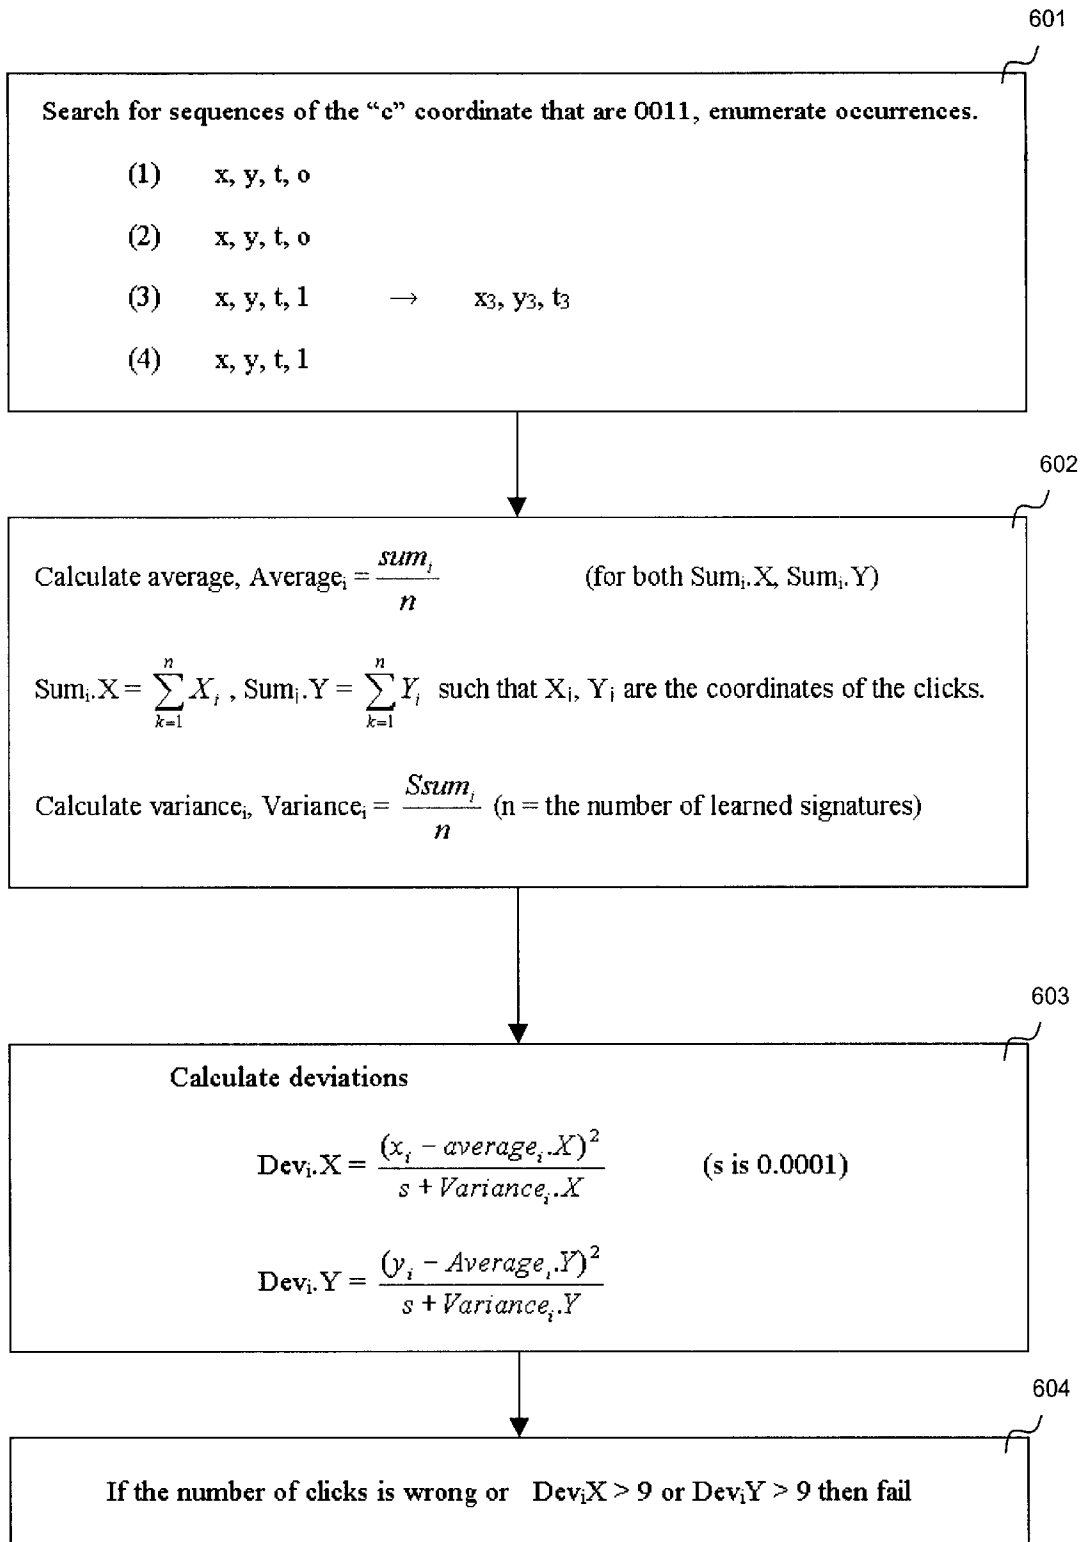 601
Search for sequences of the “c” coordinate that are 0011, enumerate occurrences.
(1) x, y, t, o
(2) x, y, t, o
(3) x, y, t, 1 → x₃, y₃, t₃
(4) x, y, t, 1
602
Calculate average, Averageᵢ = sumᵢ / n (for both Sumᵢ.X, Sumᵢ.Y)
Sumᵢ.X = ∑_{k=1}^{n} Xᵢ , Sumᵢ.Y = ∑_{k=1}^{n} Yᵢ such that Xᵢ, Yᵢ are the coordinates of the clicks.
Calculate varianceᵢ, Varianceᵢ = Ssumᵢ / n (n = the number of learned signatures)
603
Calculate deviations
Devᵢ.X = (xᵢ - averageᵢ.X)² / s + Varianceᵢ.X (s is 0.0001)
Devᵢ.Y = (yᵢ - Averageᵢ.Y)² / s + Varianceᵢ.Y
604
If the number of clicks is wrong or DevᵢX > 9 or DevᵢY > 9 then fail